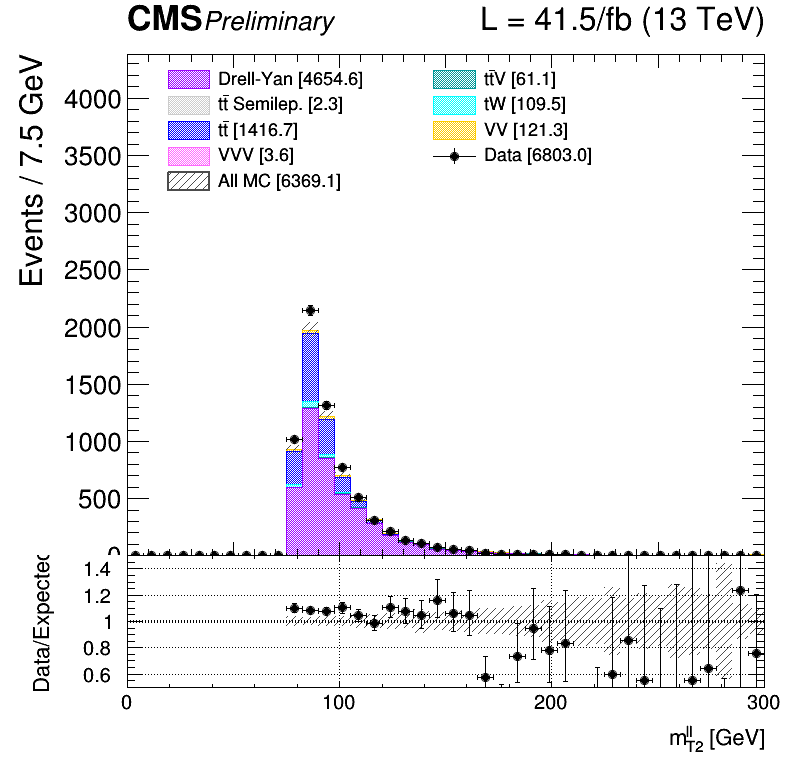 CMS Preliminary L = 41.5/fb (13 TeV)
Events / 7.5 GeV
Drell-Yan [4654.6]
tt̄ Semilep. [2.3]
tt̄ [1416.7]
VVV [3.6]
All MC [6369.1]
tt̄V [61.1]
tW [109.5]
VV [121.3]
Data [6803.0]
4000
3500
3000
2500
2000
1500
1000
500
0
Data/Expected
1.4
1.2
1
0.8
0.6
0 100 200 300
m_T2^ll [GeV]